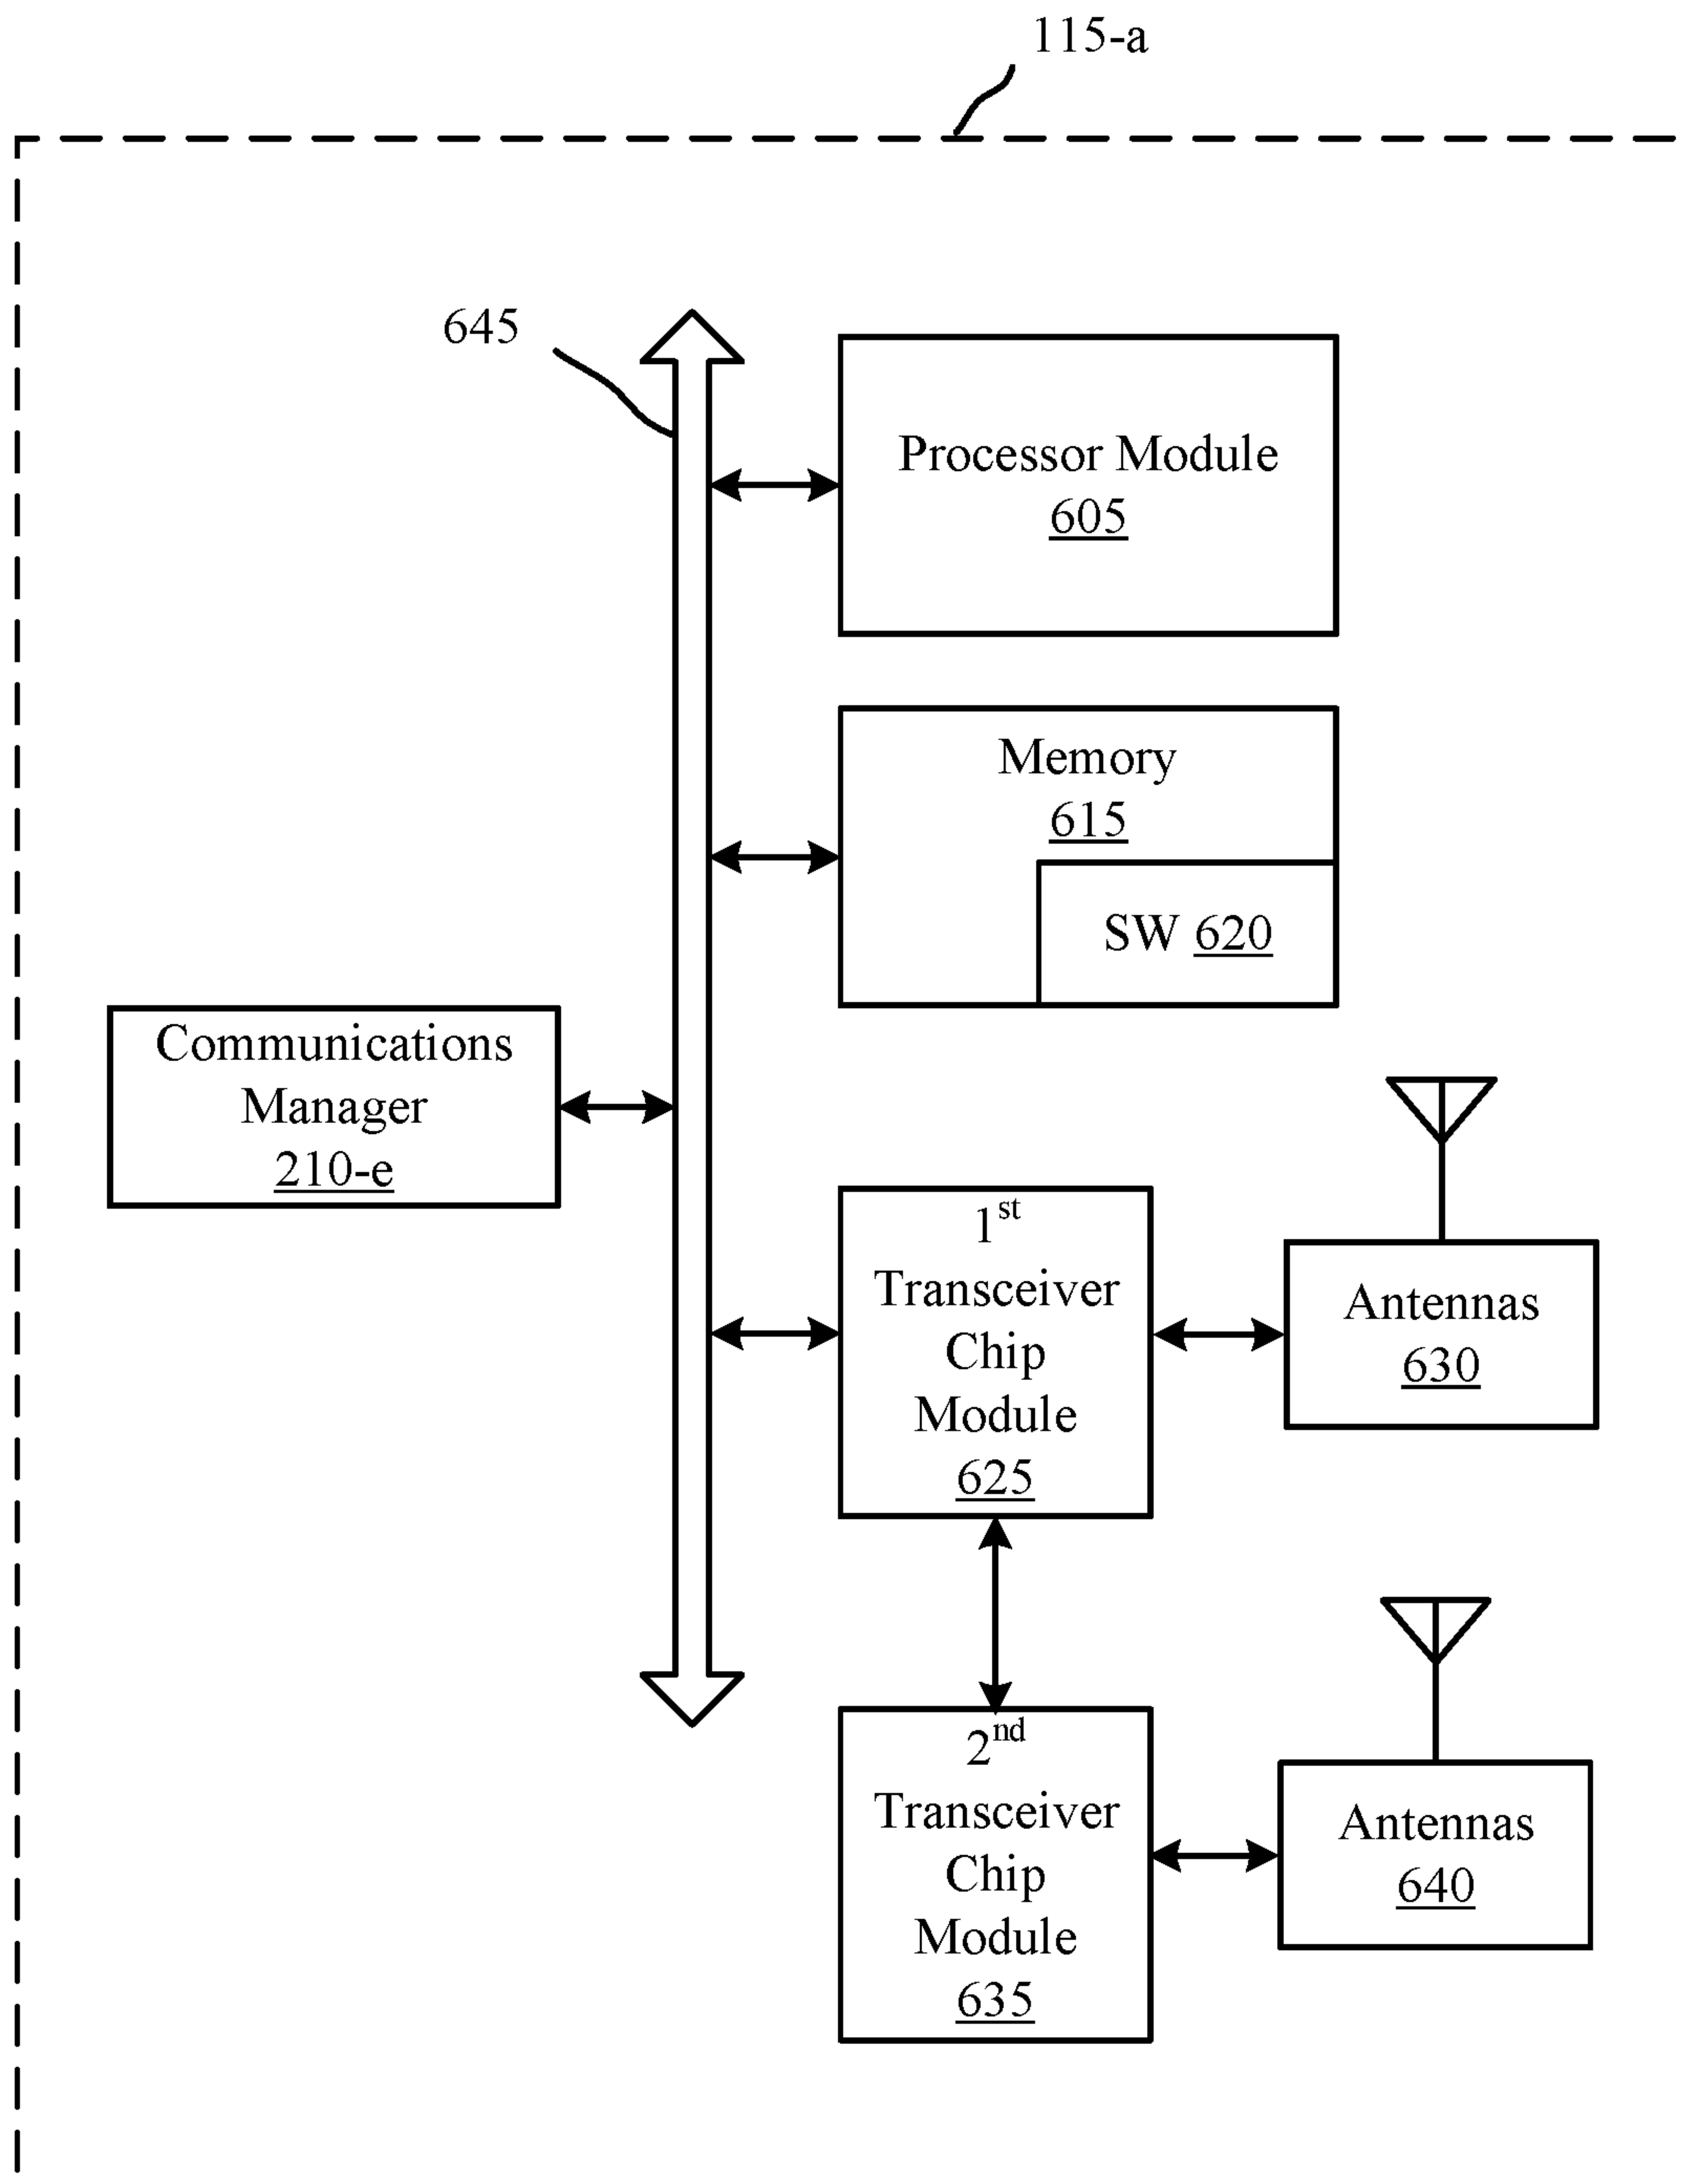 115-a
645
Processor Module
605
Memory
615
SW 620
Communications
Manager
210-e
1st
Transceiver
Chip
Module
625
Antennas
630
2nd
Transceiver
Chip
Module
635
Antennas
640